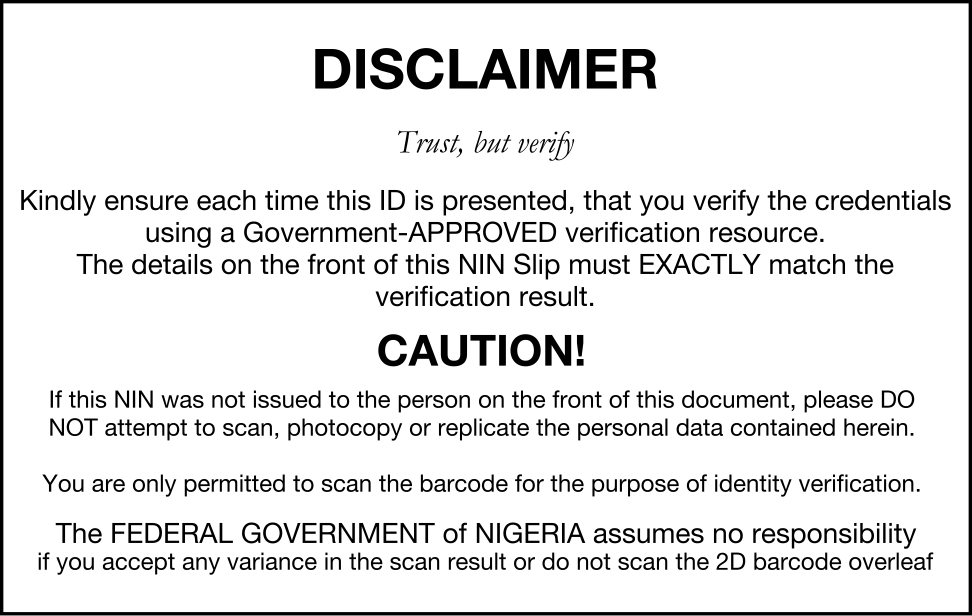 DISCLAIMER
Trust, but verify
Kindly ensure each time this ID is presented, that you verify the credentials
using a Government-APPROVED verification resource.
The details on the front of this NIN Slip must EXACTLY match the
verification result.
CAUTION!
If this NIN was not issued to the person on the front of this document, please DO
NOT attempt to scan, photocopy or replicate the personal data contained herein.
You are only permitted to scan the barcode for the purpose of identity verification.
The FEDERAL GOVERNMENT of NIGERIA assumes no responsibility
if you accept any variance in the scan result or do not scan the 2D barcode overleaf